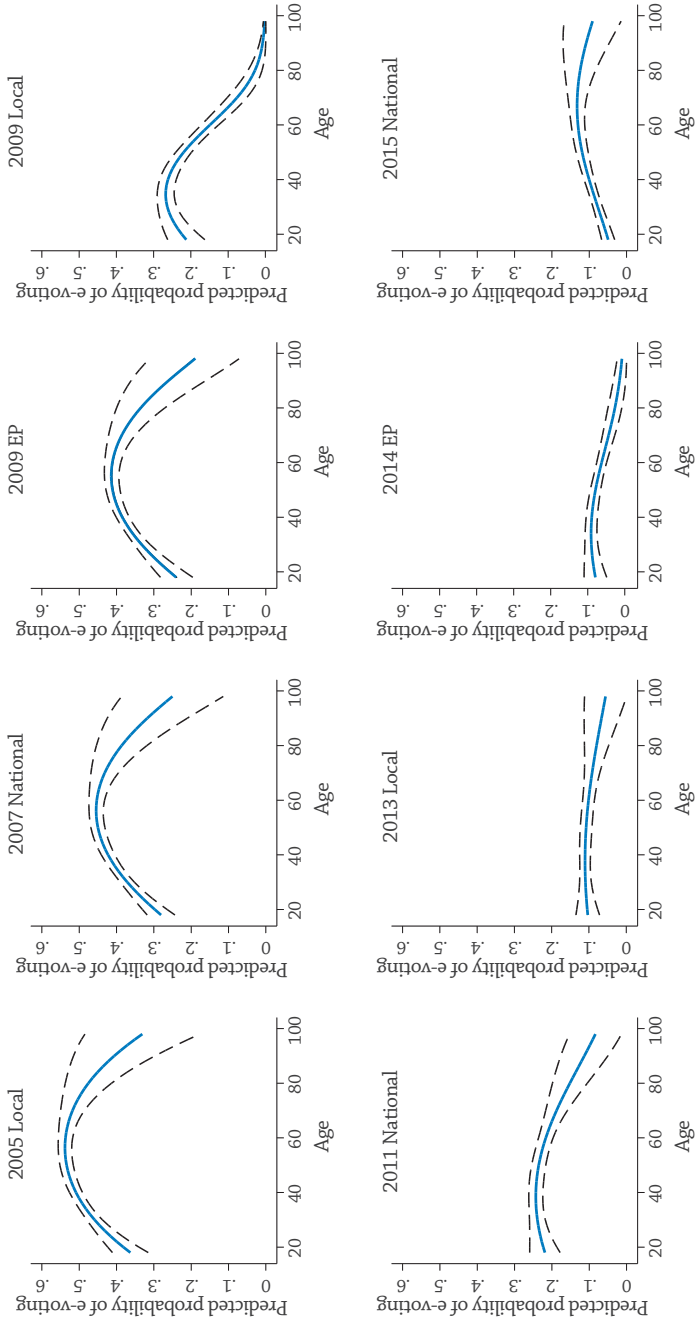 2005 Local
Predicted probability of e-voting
.6
.5
.4
.3
.2
.1
0
20 40 60 80 100
Age
2007 National
Predicted probability of e-voting
.6
.5
.4
.3
.2
.1
0
20 40 60 80 100
Age
2009 EP
Predicted probability of e-voting
.6
.5
.4
.3
.2
.1
0
20 40 60 80 100
Age
2009 Local
Predicted probability of e-voting
.6
.5
.4
.3
.2
.1
0
20 40 60 80 100
Age
2011 National
Predicted probability of e-voting
.6
.5
.4
.3
.2
.1
0
20 40 60 80 100
Age
2013 Local
Predicted probability of e-voting
.6
.5
.4
.3
.2
.1
0
20 40 60 80 100
Age
2014 EP
Predicted probability of e-voting
.6
.5
.4
.3
.2
.1
0
20 40 60 80 100
Age
2015 National
Predicted probability of e-voting
.6
.5
.4
.3
.2
.1
0
20 40 60 80 100
Age